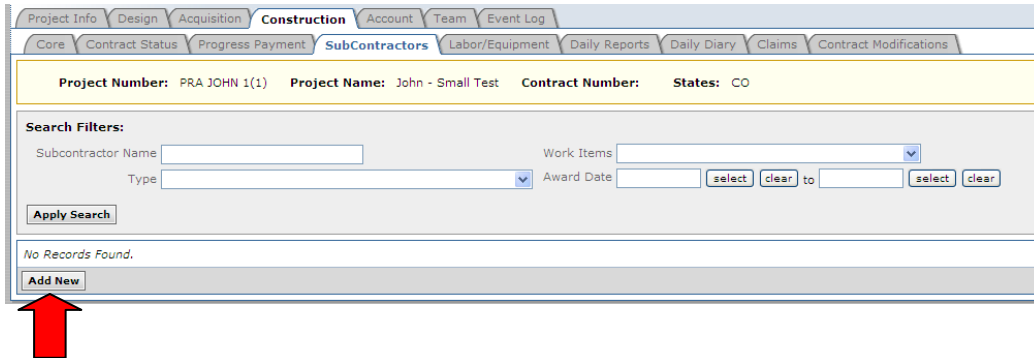 Project Info Design Acquisition Construction Account Team Event Log
Core Contract Status Progress Payment SubContractors Labor/Equipment Daily Reports Daily Diary Claims Contract Modifications
Project Number: PRA JOHN 1(1) Project Name: John - Small Test Contract Number: States: CO
Search Filters:
Subcontractor Name Work Items
Type Award Date select clear to select clear
Apply Search
No Records Found.
Add New